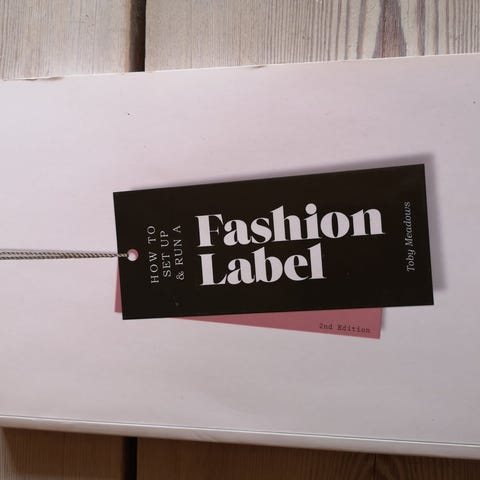 HOW TO
SET UP
& RUN A
Fashion
Label
Toby Meadows
2nd Edition